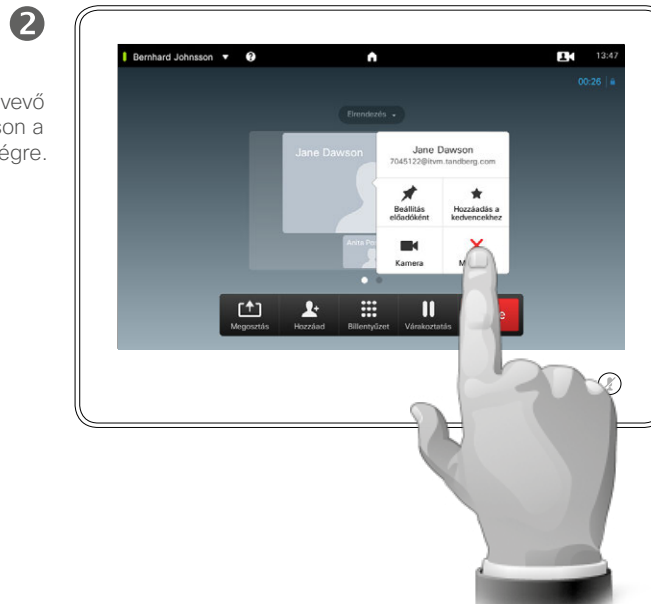 2
vevő
son a
égre.
Bernhard Johnsson
?
13:47
00:26
Elrendezés
Jane Dawson
Jane Dawson
7045122@itvm.tandberg.com
Beállítás
előadóként
Hozzáadás a
kedvencekhez
Anita Pe
Kamera
M
Megosztás
Hozzáad
Billentyűzet
Várakoztatás
e